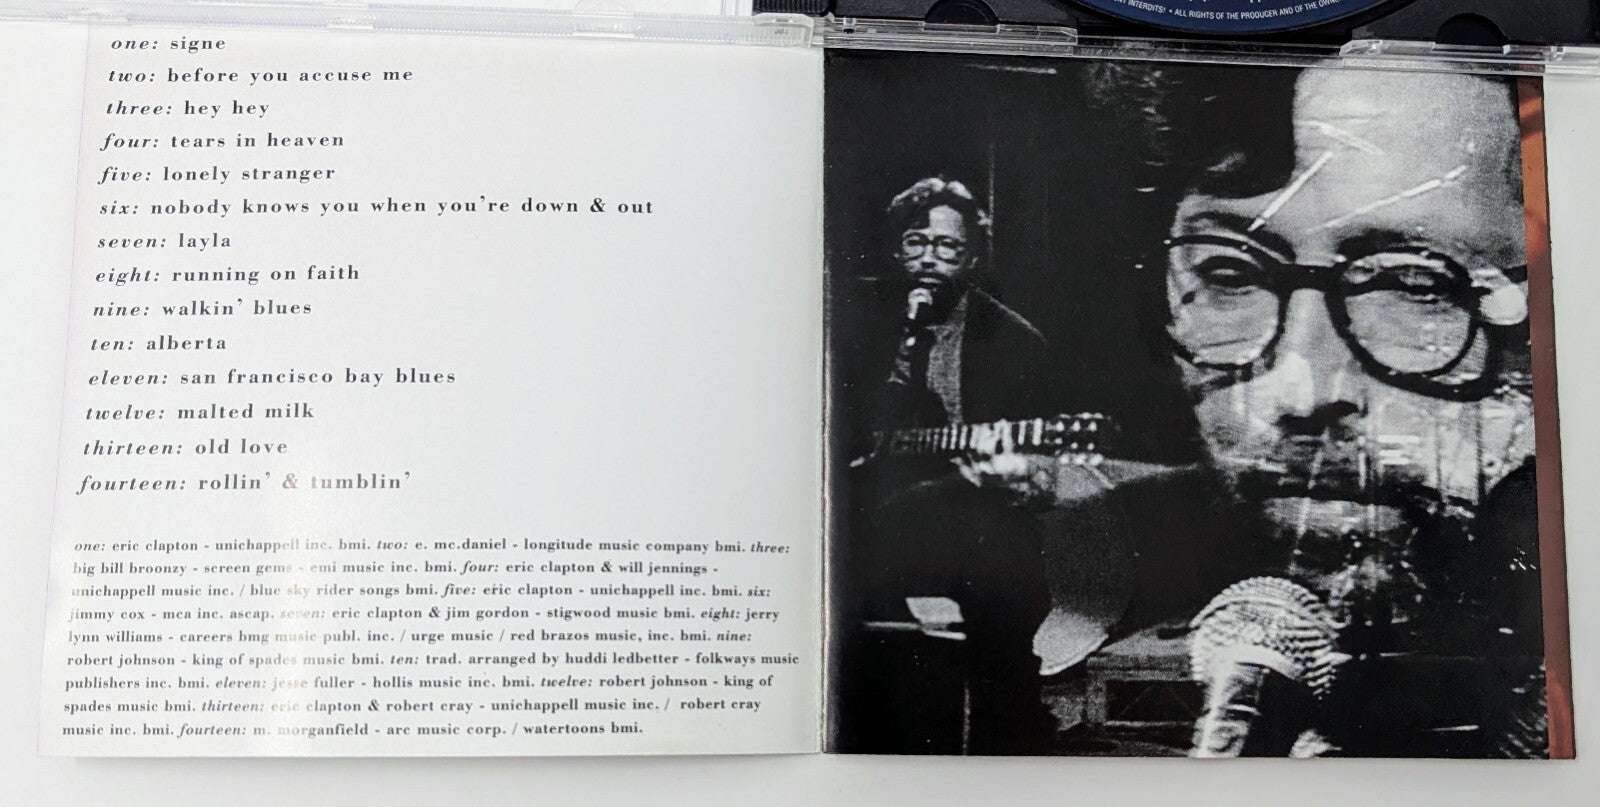 ENT INTERDITS! • ALL RIGHTS OF THE PRODUCER AND OF THE OWNE
one: signe
two: before you accuse me
three: hey hey
four: tears in heaven
five: lonely stranger
six: nobody knows you when you're down & out
seven: layla
eight: running on faith
nine: walkin' blues
ten: alberta
eleven: san francisco bay blues
twelve: malted milk
thirteen: old love
fourteen: rollin' & tumblin'
one: eric clapton - unichappell inc. bmi. two: e. mc.daniel - longitude music company bmi. three:
big bill broonzy - screen gems - emi music inc. bmi. four: eric clapton & will jennings -
unichappell music inc. / blue sky rider songs bmi. five: eric clapton - unichappell inc. bmi. six:
jimmy cox - mca inc. ascap. seven: eric clapton & jim gordon - stigwood music bmi. eight: jerry
lynn williams - careers bmg music publ. inc. / urge music / red brazos music, inc. bmi. nine:
robert johnson - king of spades music bmi. ten: trad. arranged by huddi ledbetter - folkways music
publishers inc. bmi. eleven: jesse fuller - hollis music inc. bmi. twelve: robert johnson - king of
spades music bmi. thirteen: eric clapton & robert cray - unichappell music inc. / robert cray
music inc. bmi. fourteen: m. morganfield - arc music corp. / watertoons bmi.